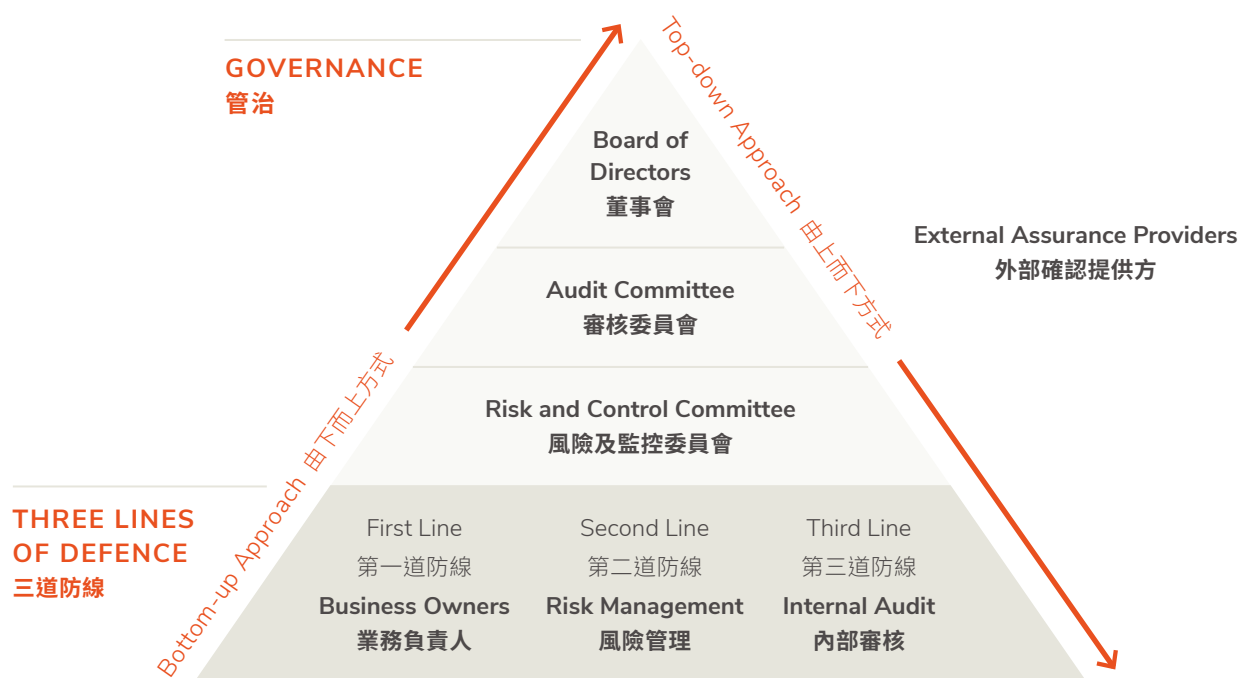 GOVERNANCE
管治
Top-down Approach 由上而下方式
Board of
Directors
董事會
External Assurance Providers
外部確認提供方
Audit Committee
審核委員會
Bottom-up Approach 由下而上方式
Risk and Control Committee
風險及監控委員會
THREE LINES
OF DEFENCE
三道防線
First Line
第一道防線
Business Owners
業務負責人
Second Line
第二道防線
Risk Management
風險管理
Third Line
第三道防線
Internal Audit
內部審核